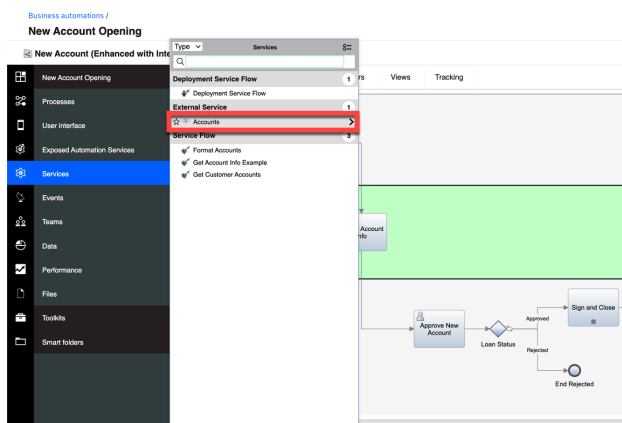 Business automations /
New Account Opening
New Account (Enhanced with Inte
Type
Services
rs
Views
Tracking
New Account Opening
Processes
User interface
Exposed Automation Services
Services
Events
Teams
Data
Performance
Files
Toolkits
Smart folders
Deployment Service Flow
1
Deployment Service Flow
External Service
1
Accounts
Service Flow
3
Format Accounts
Get Account Info Example
Get Customer Accounts
Account
nfo
Approve New
Account
Loan Status
Approved
Rejected
Sign and Close
End Rejected